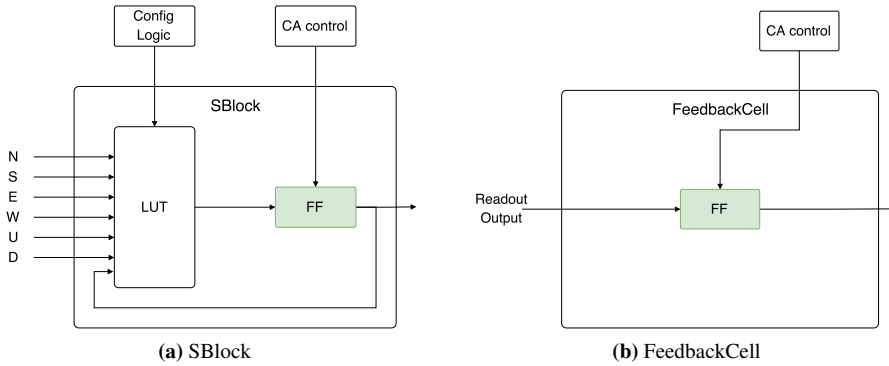 Config
Logic
CA control
SBlock
N
S
E
W
U
D
LUT
FF
(a) SBlock
CA control
FeedbackCell
Readout
Output
FF
(b) FeedbackCell